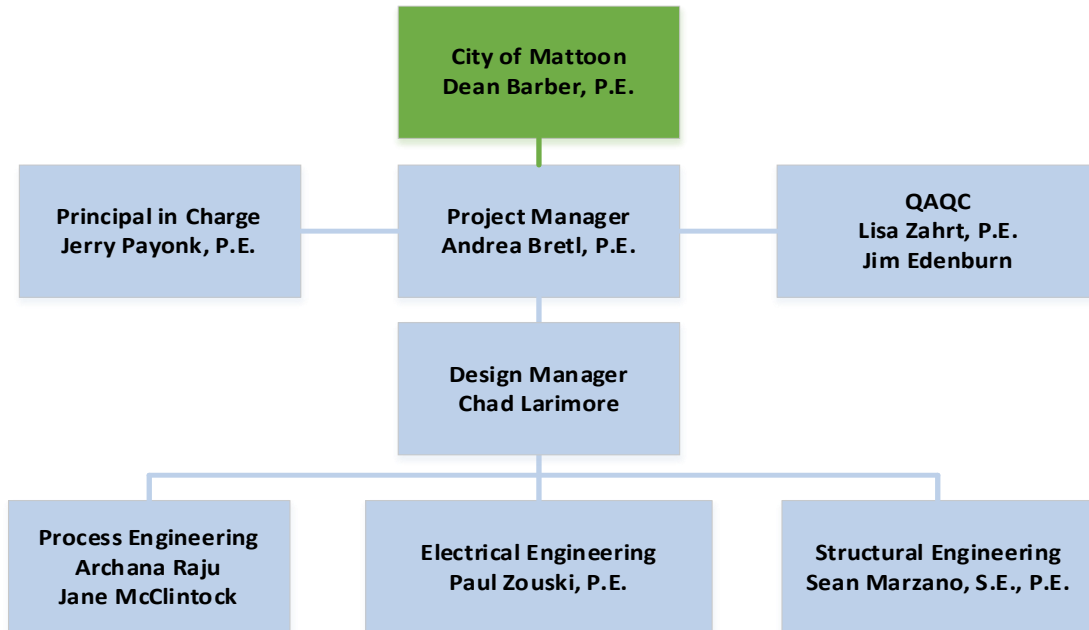 City of Mattoon
Dean Barber, P.E.
Principal in Charge
Jerry Payonk, P.E.
Project Manager
Andrea Bretl, P.E.
QAQC
Lisa Zahrt, P.E.
Jim Edenburn
Design Manager
Chad Larimore
Process Engineering
Archana Raju
Jane McClintock
Electrical Engineering
Paul Zouski, P.E.
Structural Engineering
Sean Marzano, S.E., P.E.